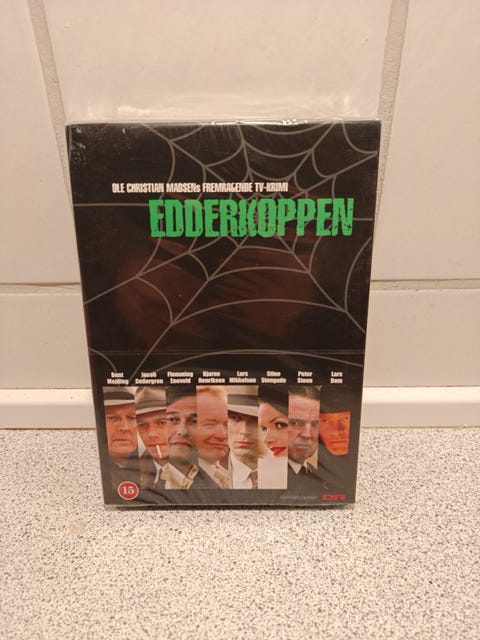 OLE CHRISTIAN MADSENs FREMRAGENDE TV-KRIMI
EDDERKOPPEN
Bent Mejding
Jacob Cedergren
Flemming Enevold
Bjarne Henriksen
Lars Mikkelsen
Stine Stengade
Peter Steen
Lars Bom
15
DR